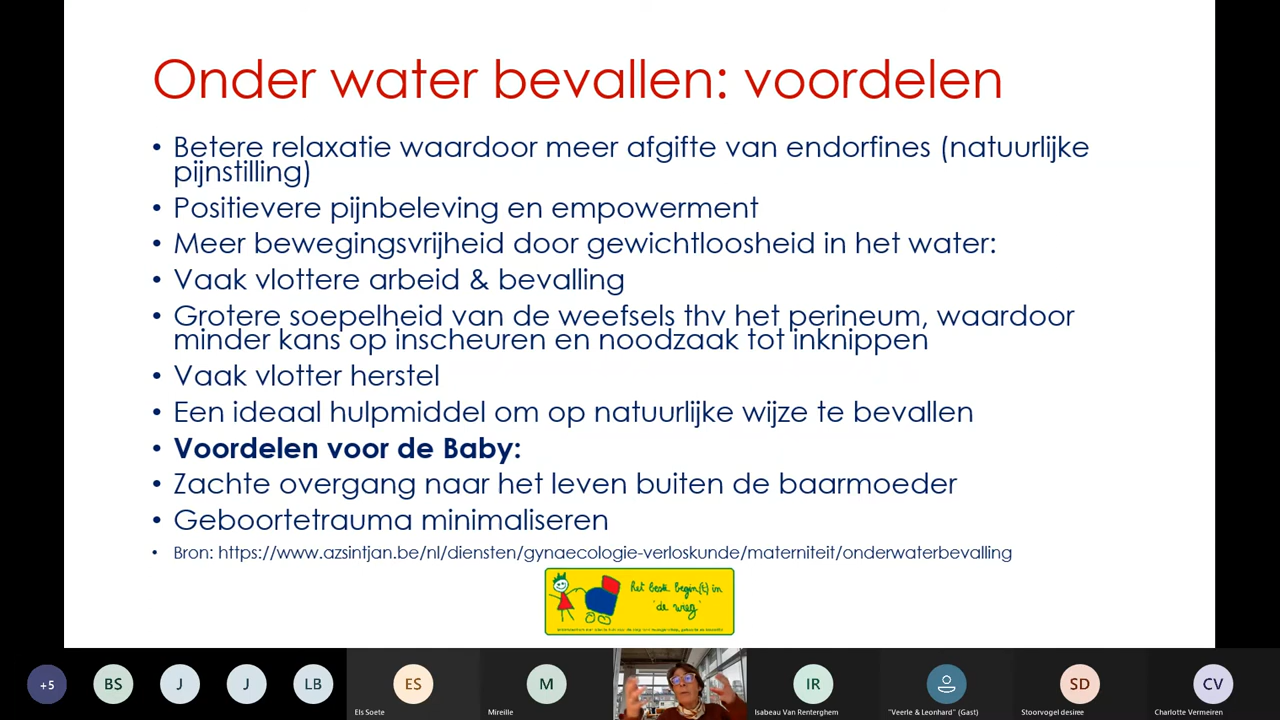 Onder water bevallen: voordelen
• Betere relaxatie waardoor meer afgifte van endorfines (natuurlijke
pijnstilling)
• Positievere pijnbeleving en empowerment
• Meer bewegingsvrijheid door gewichtloosheid in het water:
• Vaak vlottere arbeid & bevalling
• Grotere soepelheid van de weefsels thv het perineum, waardoor
minder kans op inscheuren en noodzaak tot inknippen
• Vaak vlotter herstel
• Een ideaal hulpmiddel om op natuurlijke wijze te bevallen
• Voordelen voor de Baby:
• Zachte overgang naar het leven buiten de baarmoeder
• Geboortetrauma minimaliseren
• Bron: https://www.azsintjan.be/nl/diensten/gynaecologie-verloskunde/materniteit/onderwaterbevalling
het beste begin(t) in
'de wieg'
+5 BS J J LB ES M IR SD CV
Els Soete Mireille Isabeau Van Renterghem "Veerle & Leonhard" (Gast) Stoorvogel desiree Charlotte Vermeiren